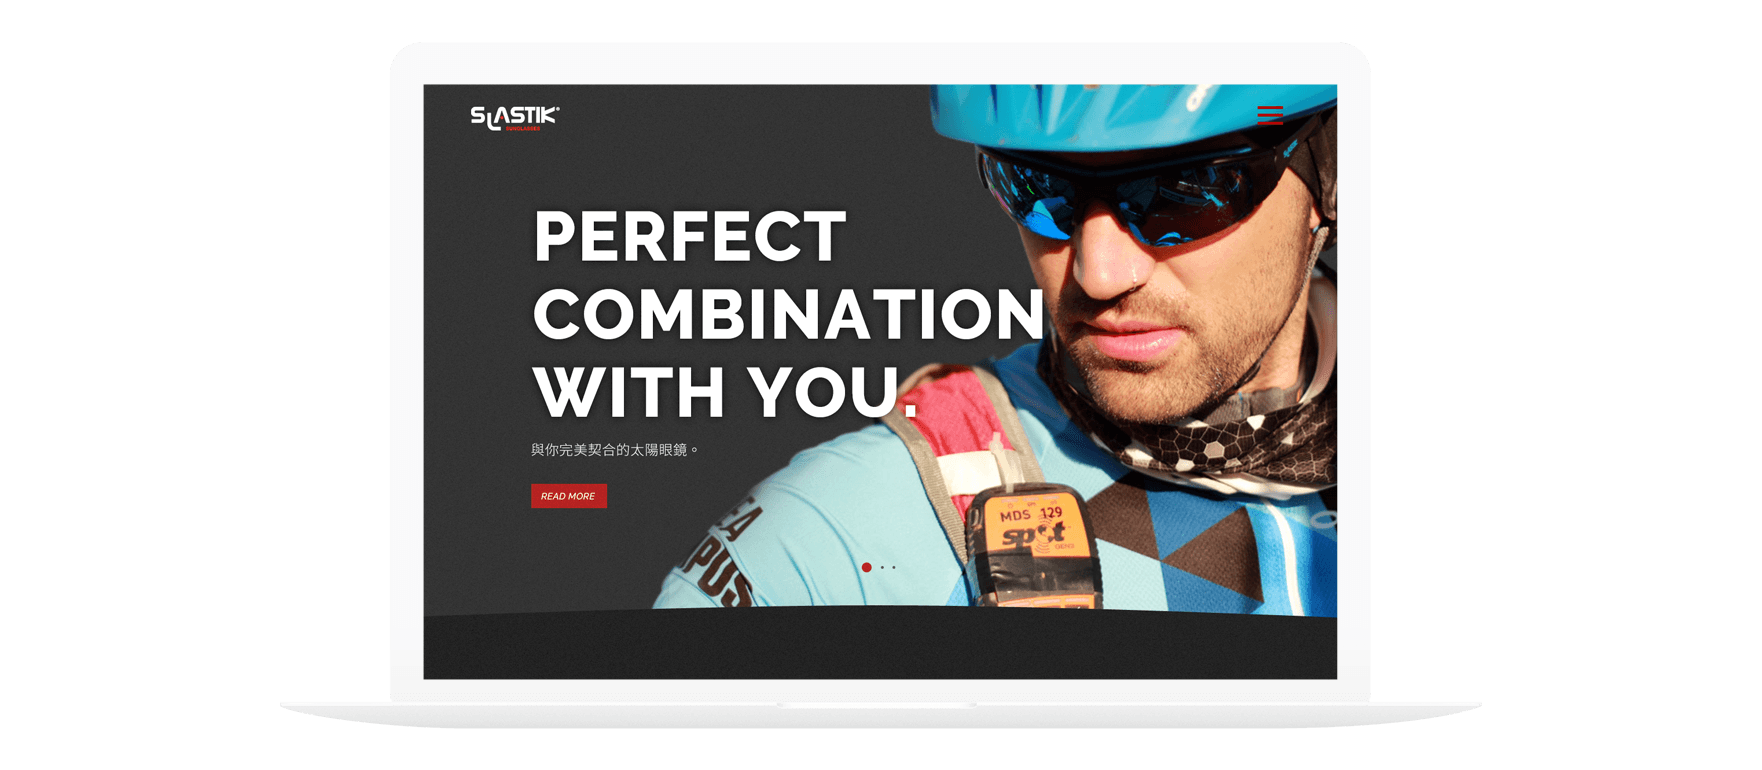 SLASTIK®
SUNGLASSES
PERFECT
COMBINATION
WITH YOU.
與你完美契合的太陽眼鏡。
READ MORE
MDS 129
spot
GEN3